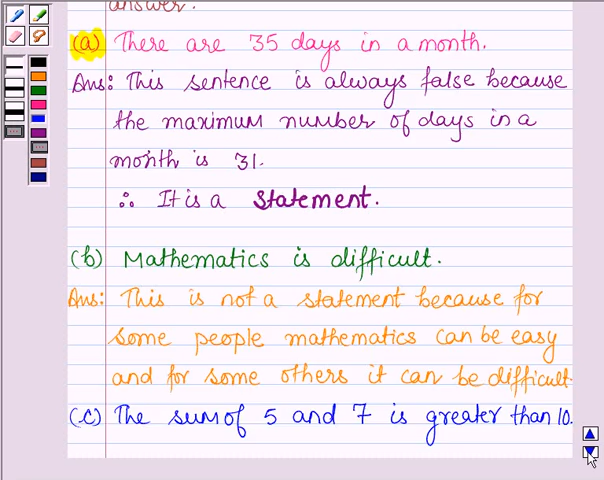 answer.
(a) There are 35 days in a month.
Ans: This sentence is always false because
the maximum number of days in a
month is 31.
∴ It is a statement.
(b) Mathematics is difficult.
Ans: This is not a statement because for
some people mathematics can be easy
and for some others it can be difficult.
(c) The sum of 5 and 7 is greater than 10.